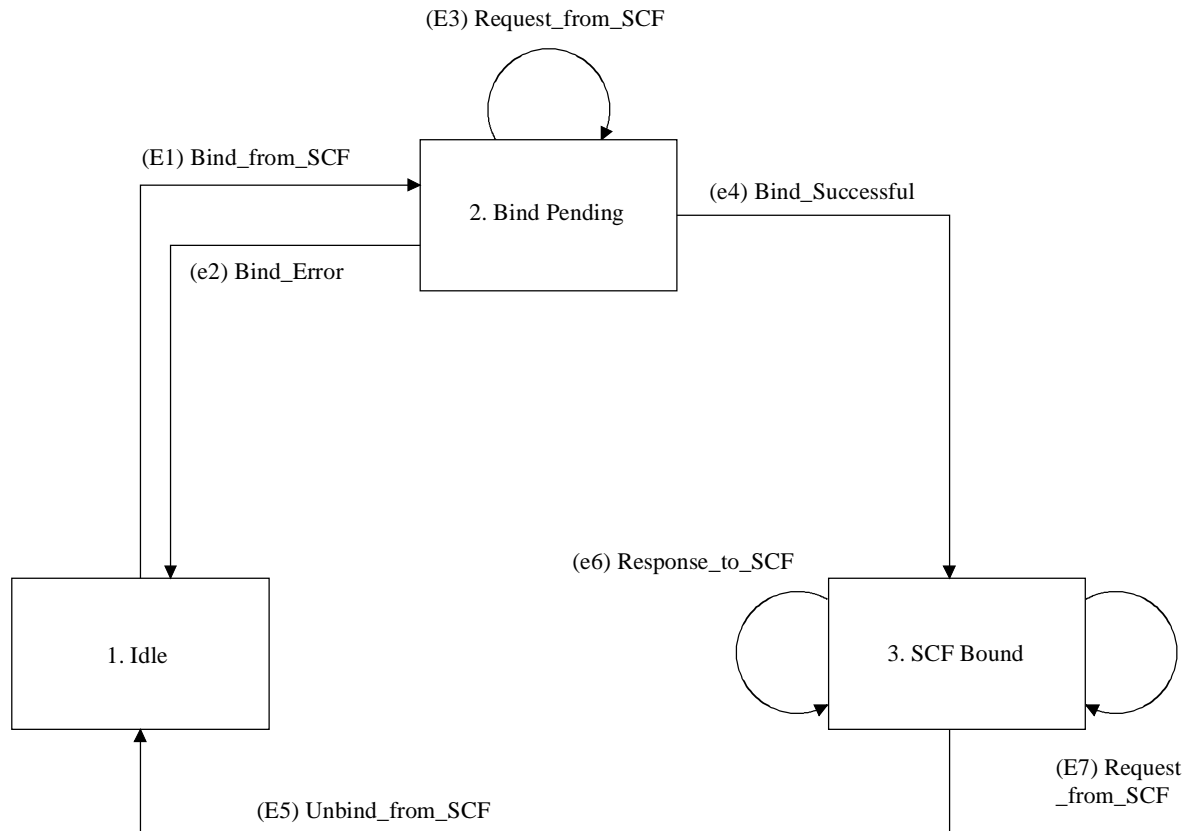 (E3) Request_from_SCF
(E1) Bind_from_SCF
2. Bind Pending
(e4) Bind_Successful
(e2) Bind_Error
(e6) Response_to_SCF
1. Idle
3. SCF Bound
(E7) Request
_from_SCF
(E5) Unbind_from_SCF